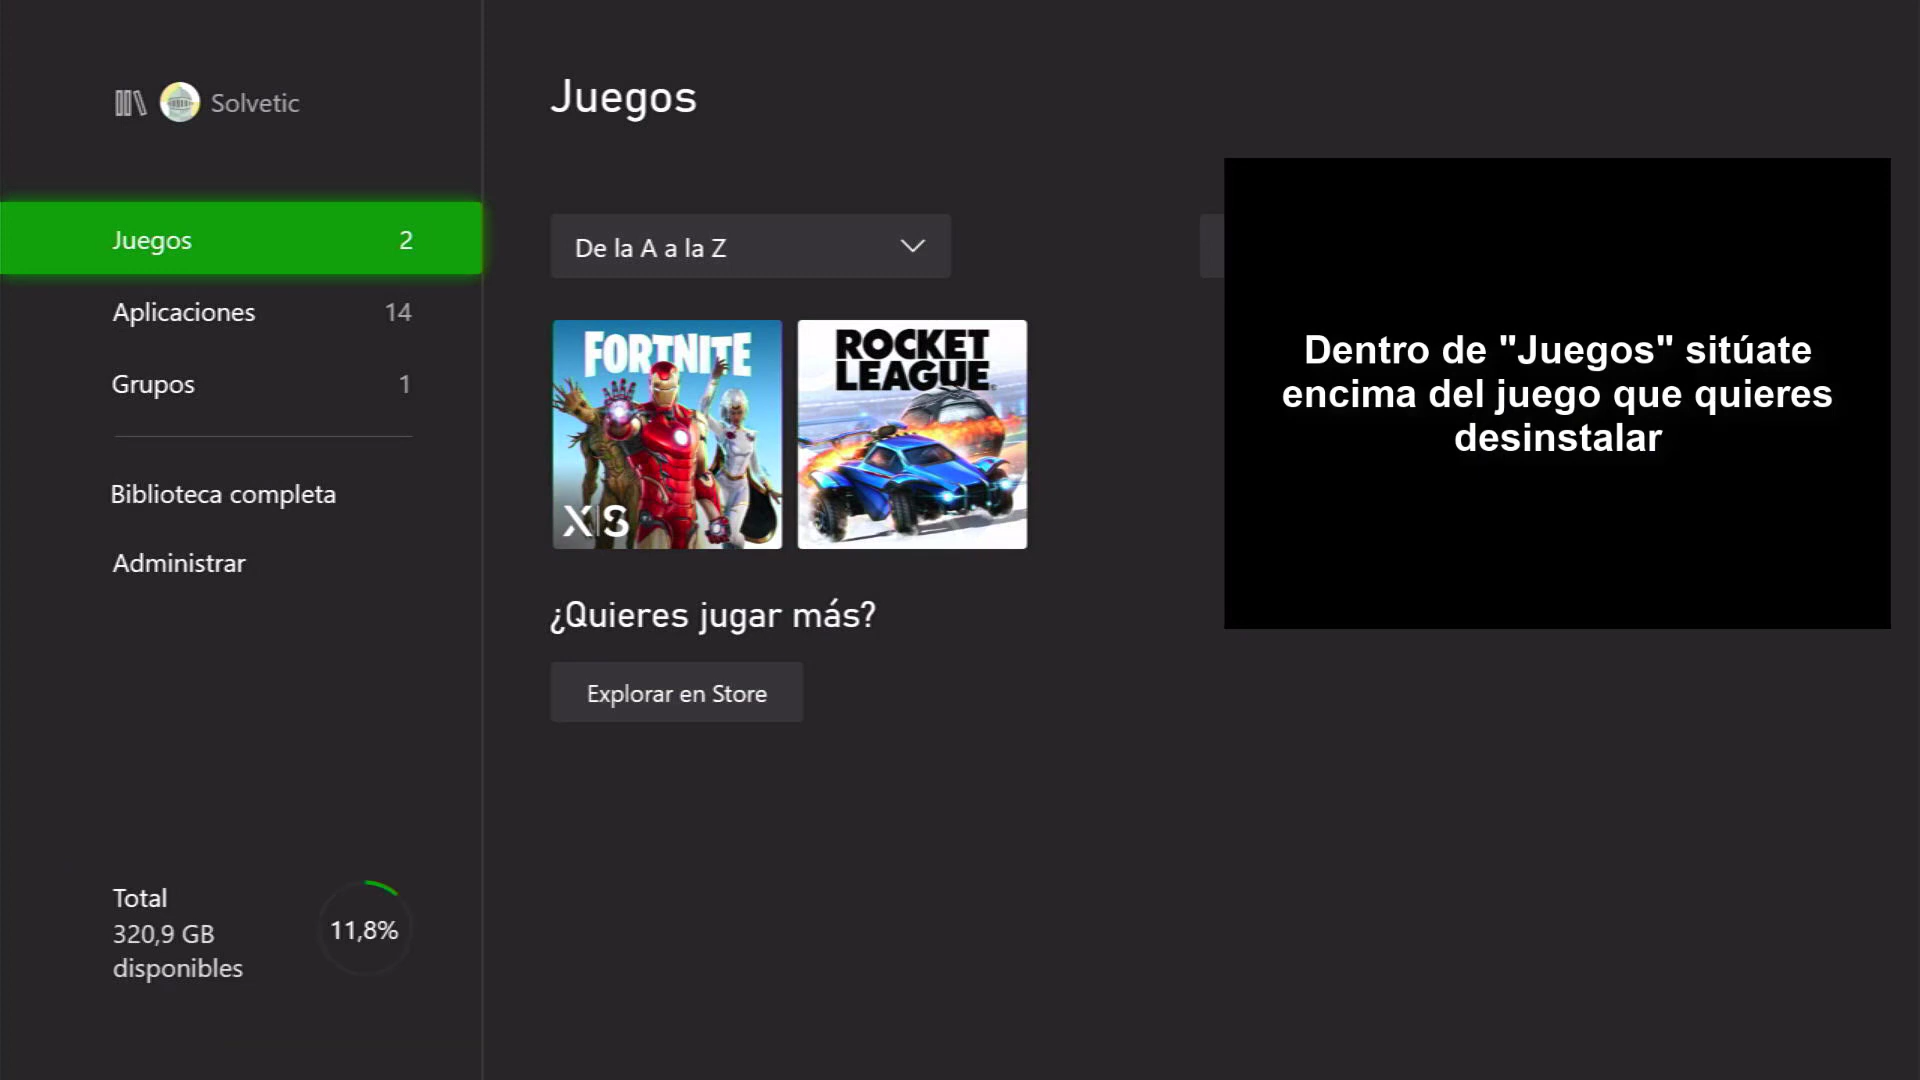 Solvetic
Juegos 2
Aplicaciones 14
Grupos 1
Biblioteca completa
Administrar
Total
320,9 GB
disponibles
11,8%
Juegos
De la A a la Z
FORTNITE
X|S
ROCKET
LEAGUE
¿Quieres jugar más?
Explorar en Store
Dentro de "Juegos" sitúate
encima del juego que quieres
desinstalar